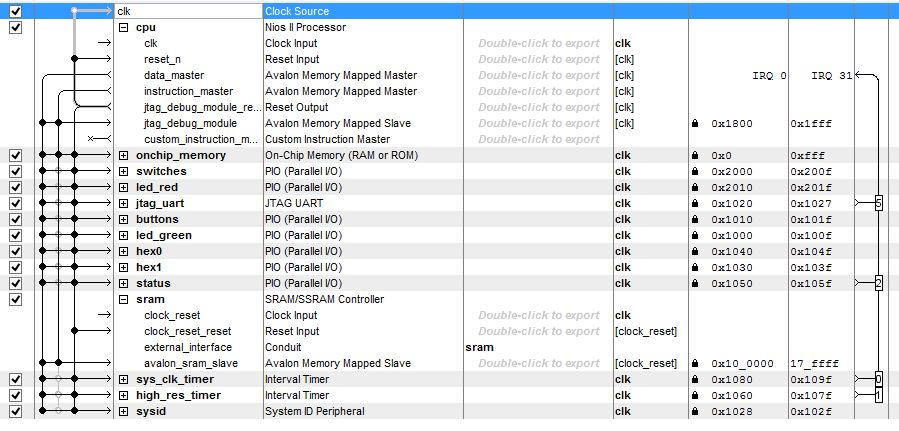 clk Clock Source
cpu Nios II Processor
clk Clock Input Double-click to export clk
reset_n Reset Input Double-click to export [clk]
data_master Avalon Memory Mapped Master Double-click to export [clk] IRQ 0 IRQ 31
instruction_master Avalon Memory Mapped Master Double-click to export [clk]
jtag_debug_module_re... Reset Output Double-click to export [clk]
jtag_debug_module Avalon Memory Mapped Slave Double-click to export [clk] 0x1800 0x1fff
custom_instruction_m... Custom Instruction Master Double-click to export
onchip_memory On-Chip Memory (RAM or ROM) clk 0x0 0xfff
switches PIO (Parallel I/O) clk 0x2000 0x200f
led_red PIO (Parallel I/O) clk 0x2010 0x201f
jtag_uart JTAG UART clk 0x1020 0x1027 5
buttons PIO (Parallel I/O) clk 0x1010 0x101f
led_green PIO (Parallel I/O) clk 0x1000 0x100f
hex0 PIO (Parallel I/O) clk 0x1040 0x104f
hex1 PIO (Parallel I/O) clk 0x1030 0x103f
status PIO (Parallel I/O) clk 0x1050 0x105f 2
sram SRAM/SSRAM Controller
clock_reset Clock Input Double-click to export clk
clock_reset_reset Reset Input Double-click to export [clock_reset]
external_interface Conduit sram
avalon_sram_slave Avalon Memory Mapped Slave Double-click to export [clock_reset] 0x10_0000 17_ffff
sys_clk_timer Interval Timer clk 0x1080 0x109f 0
high_res_timer Interval Timer clk 0x1060 0x107f 1
sysid System ID Peripheral clk 0x1028 0x102f